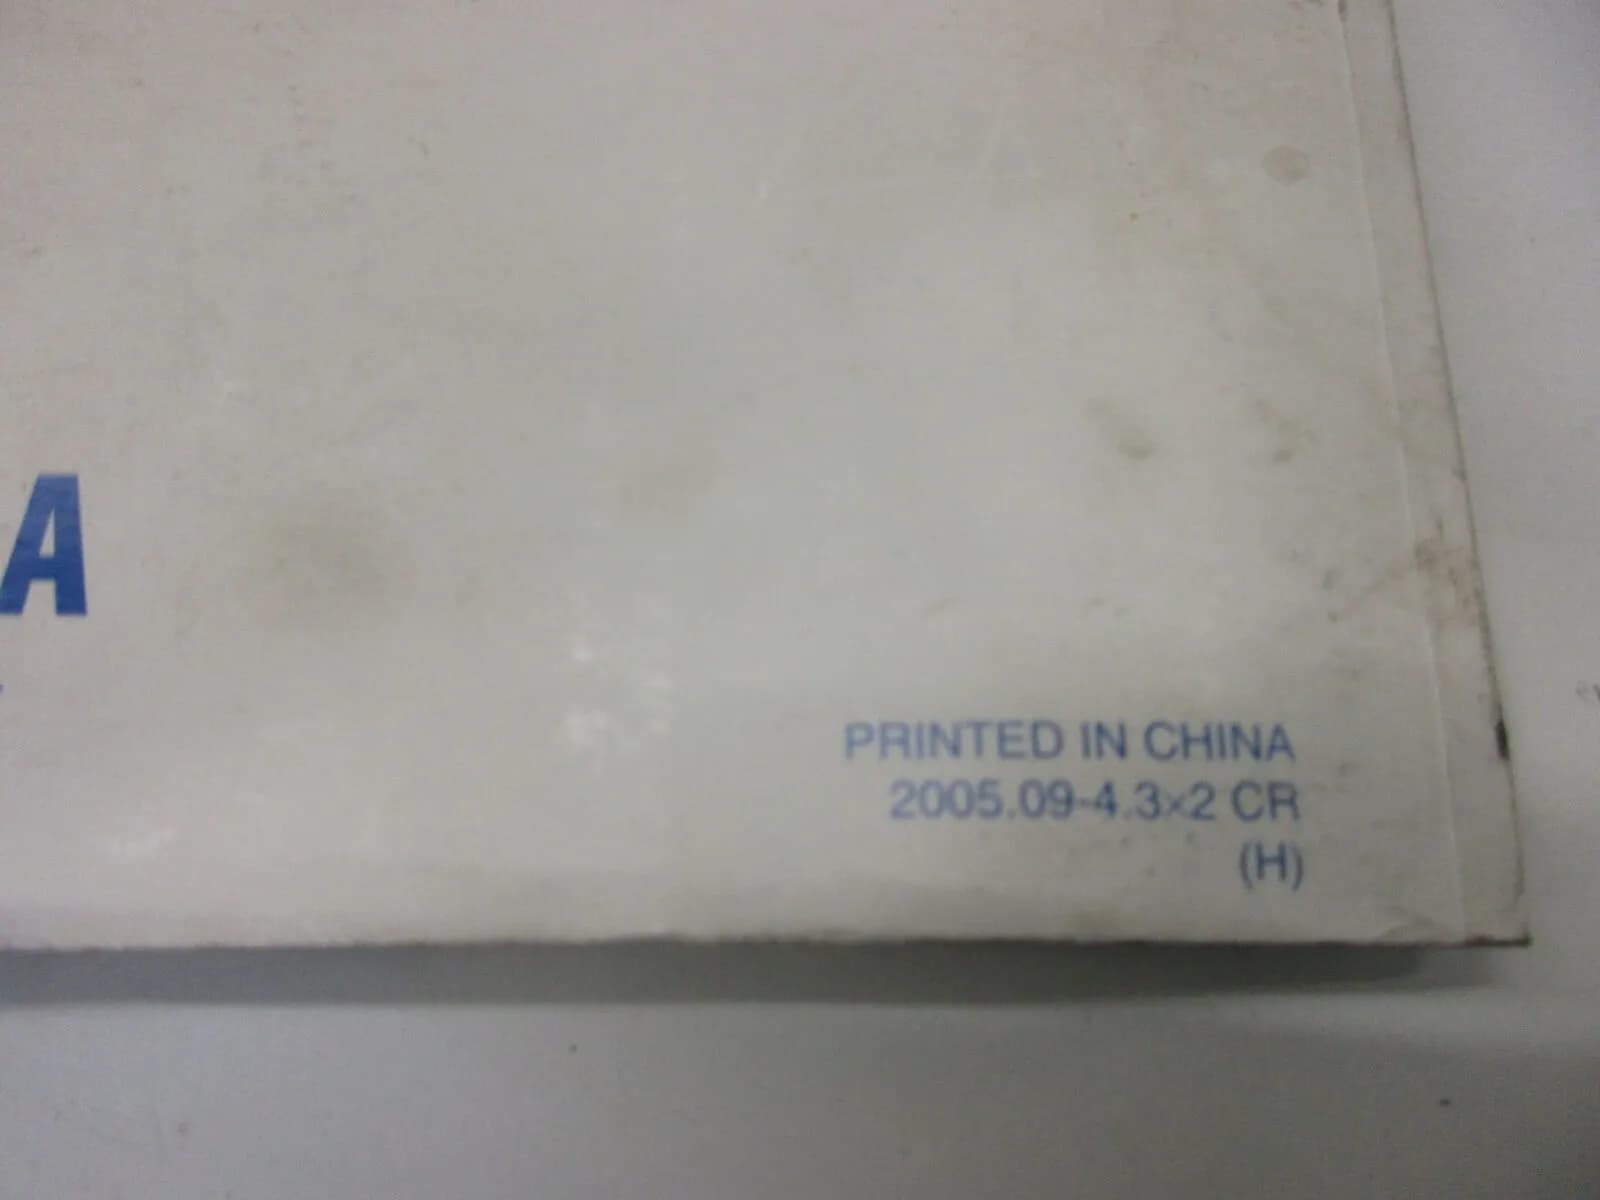 A
PRINTED IN CHINA
2005.09-4.3×2 CR
(H)